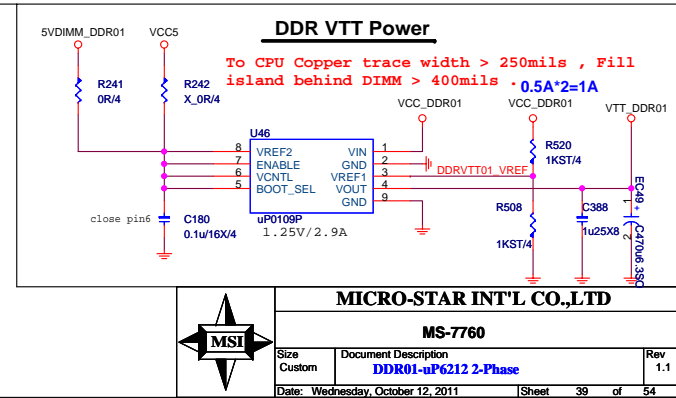 DDR VTT Power
5VDIMM_DDR01
VCC5
To CPU Copper trace width > 250mils , Fill
island behind DIMM > 400mils .
0.5A*2=1A
R241
0R/4
R242
X_0R/4
VCC_DDR01
VCC_DDR01
VTT_DDR01
U46
8 VREF2 VIN 1
7 ENABLE GND 2
6 VCNTL VREF1 3
5 BOOT_SEL VOUT 4
GND 9
uP0109P
1.25V/2.9A
DDRVTT01_VREF
R520
1KST/4
R508
1KST/4
close pin6
C180
0.1u/16X/4
C388
1u25X8
EC49 + 1
2 C470u6.3SO
MSI
MICRO-STAR INT'L CO.,LTD
MS-7760
Size
Custom
Document Description
DDR01-uP6212 2-Phase
Rev
1.1
Date: Wednesday, October 12, 2011 Sheet 39 of 54